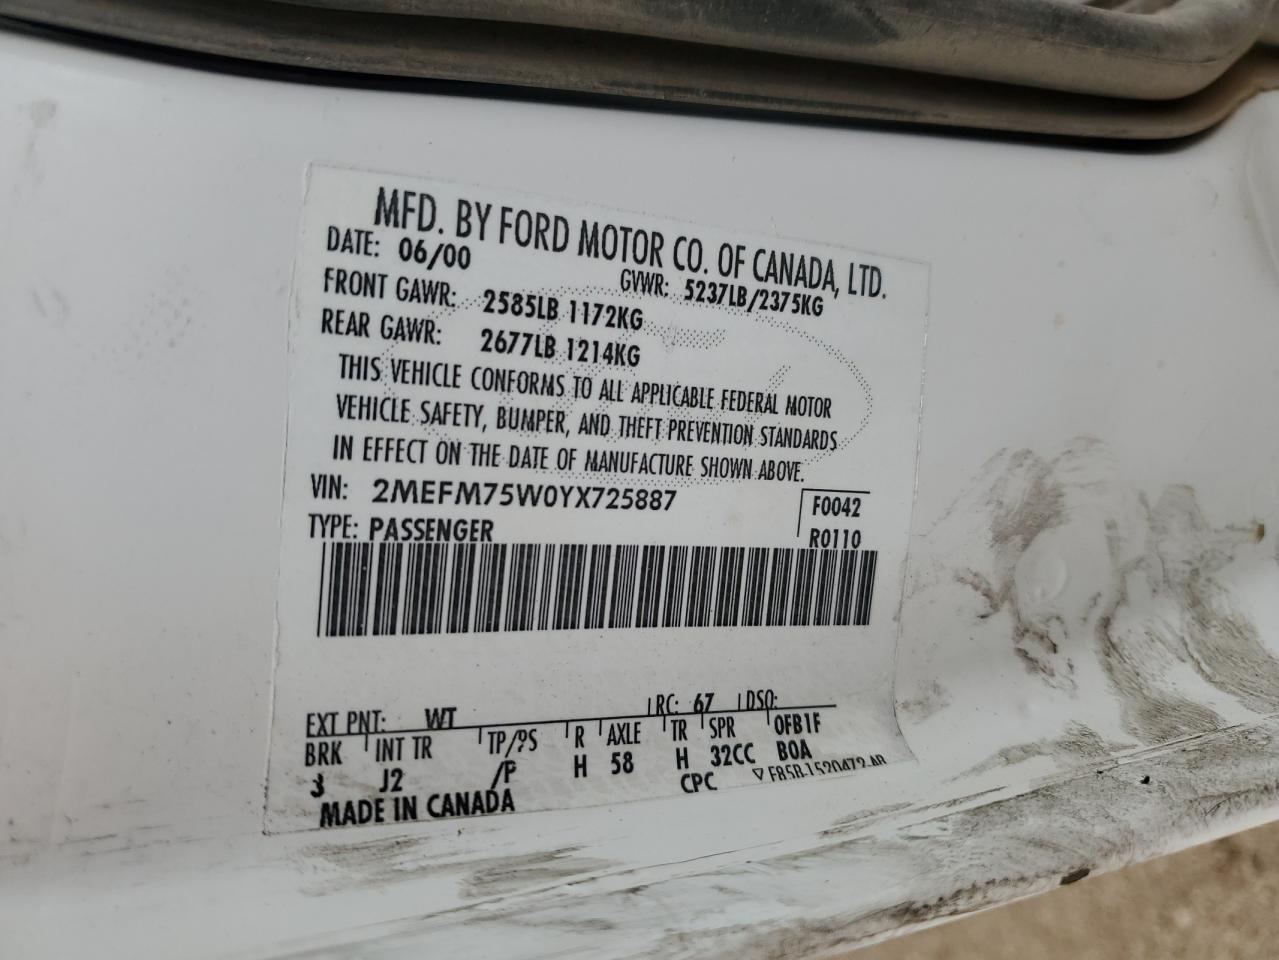 MFD. BY FORD MOTOR CO. OF CANADA, LTD.
DATE: 06/00 GVWR: 5237LB/2375KG
FRONT GAWR: 2585LB 1172KG
REAR GAWR: 2677LB 1214KG
THIS VEHICLE CONFORMS TO ALL APPLICABLE FEDERAL MOTOR
VEHICLE SAFETY, BUMPER, AND THEFT PREVENTION STANDARDS
IN EFFECT ON THE DATE OF MANUFACTURE SHOWN ABOVE.
VIN: 2MEFM75W0YX725887 F0042
TYPE: PASSENGER R0110
EXT PNT: WT RC: 67 DSO:
BRK INT TR TP/PS R AXLE TR SPR 0FB1F
3 J2 /P H 58 H 32CC BOA
MADE IN CANADA CPC